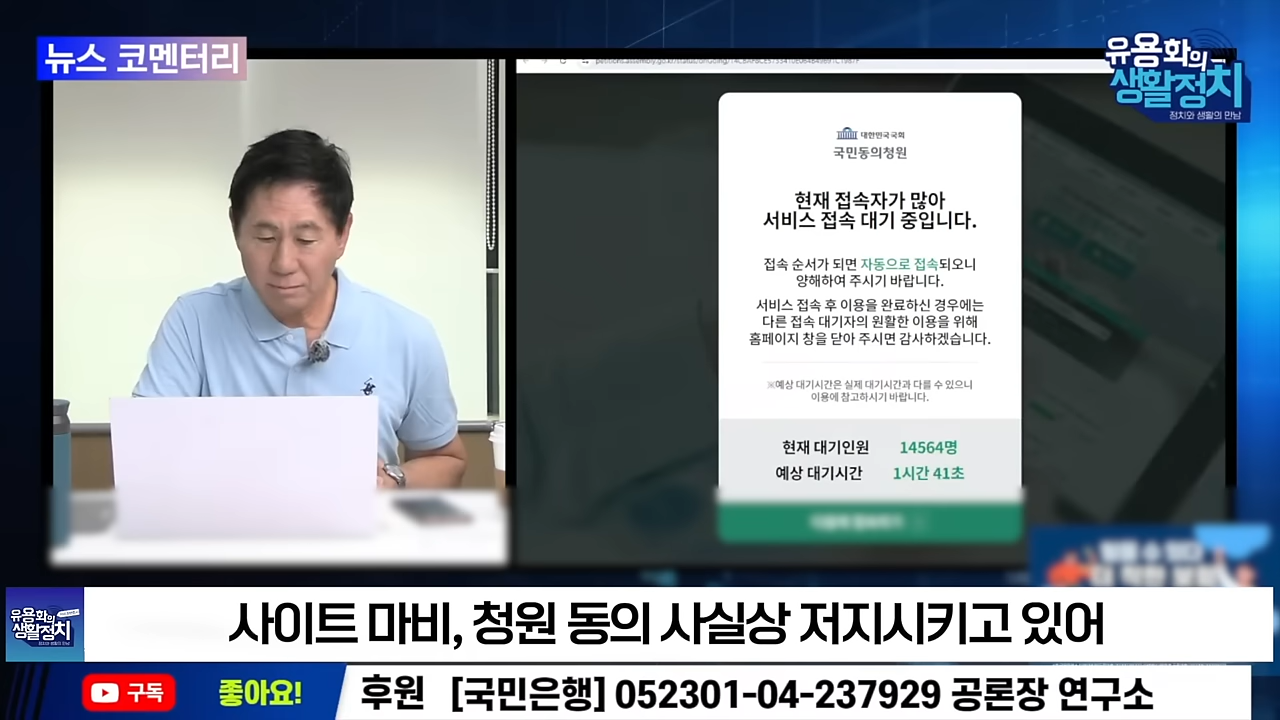 뉴스 코멘터리
유용화의
생활정치
정치와 생활의 만남
대한민국국회
국민동의청원
현재 접속자가 많아
서비스 접속 대기 중입니다.
접속 순서가 되면 자동으로 접속되오니
양해하여 주시기 바랍니다.
서비스 접속 후 이용을 완료하신 경우에는
다른 접속 대기자의 원활한 이용을 위해
홈페이지 창을 닫아 주시면 감사하겠습니다.
※예상 대기시간은 실제 대기시간과 다를 수 있으니
이용에 참고하시기 바랍니다.
현재 대기인원 14564명
예상 대기시간 1시간 41초
유용화의
생활정치
정치와 생활의 만남
사이트 마비, 청원 동의 사실상 저지시키고 있어
구독 좋아요! 후원 [국민은행] 052301-04-237929 공론장 연구소